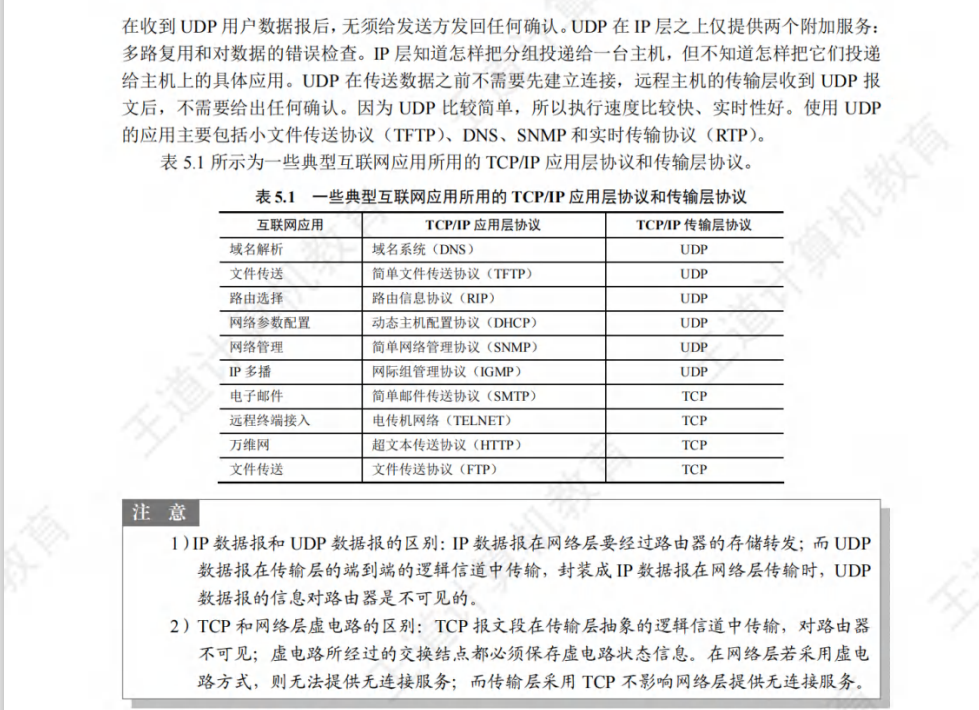 在收到 UDP 用户数据报后，无须给发送方发回任何确认。UDP 在 IP 层之上仅提供两个附加服务：
多路复用和对数据的错误检查。IP 层知道怎样把分组投递给一台主机，但不知道怎样把它们投递
给主机上的具体应用。UDP 在传送数据之前不需要先建立连接，远程主机的传输层收到 UDP 报
文后，不需要给出任何确认。因为 UDP 比较简单，所以执行速度比较快、实时性好。使用 UDP
的应用主要包括小文件传送协议（TFTP）、DNS、SNMP 和实时传输协议（RTP）。
表 5.1 所示为一些典型互联网应用所用的 TCP/IP 应用层协议和传输层协议。
表 5.1 一些典型互联网应用所用的 TCP/IP 应用层协议和传输层协议
互联网应用 TCP/IP 应用层协议 TCP/IP 传输层协议
域名解析 域名系统（DNS） UDP
文件传送 简单文件传送协议（TFTP） UDP
路由选择 路由信息协议（RIP） UDP
网络参数配置 动态主机配置协议（DHCP） UDP
网络管理 简单网络管理协议（SNMP） UDP
IP 多播 网际组管理协议（IGMP） UDP
电子邮件 简单邮件传送协议（SMTP） TCP
远程终端接入 电传机网络（TELNET） TCP
万维网 超文本传送协议（HTTP） TCP
文件传送 文件传送协议（FTP） TCP
注 意
1）IP 数据报和 UDP 数据报的区别：IP 数据报在网络层要经过路由器的存储转发；而 UDP
数据报在传输层的端到端的逻辑信道中传输，封装成 IP 数据报在网络层传输时，UDP
数据报的信息对路由器是不可见的。
2）TCP 和网络层虚电路的区别：TCP 报文段在传输层抽象的逻辑信道中传输，对路由器
不可见；虚电路所经过的交换结点都必须保存虚电路状态信息。在网络层若采用虚电
路方式，则无法提供无连接服务；而传输层采用 TCP 不影响网络层提供无连接服务。
王道计算机教育
王道计算机教育
王道计算机教育
教育
王道